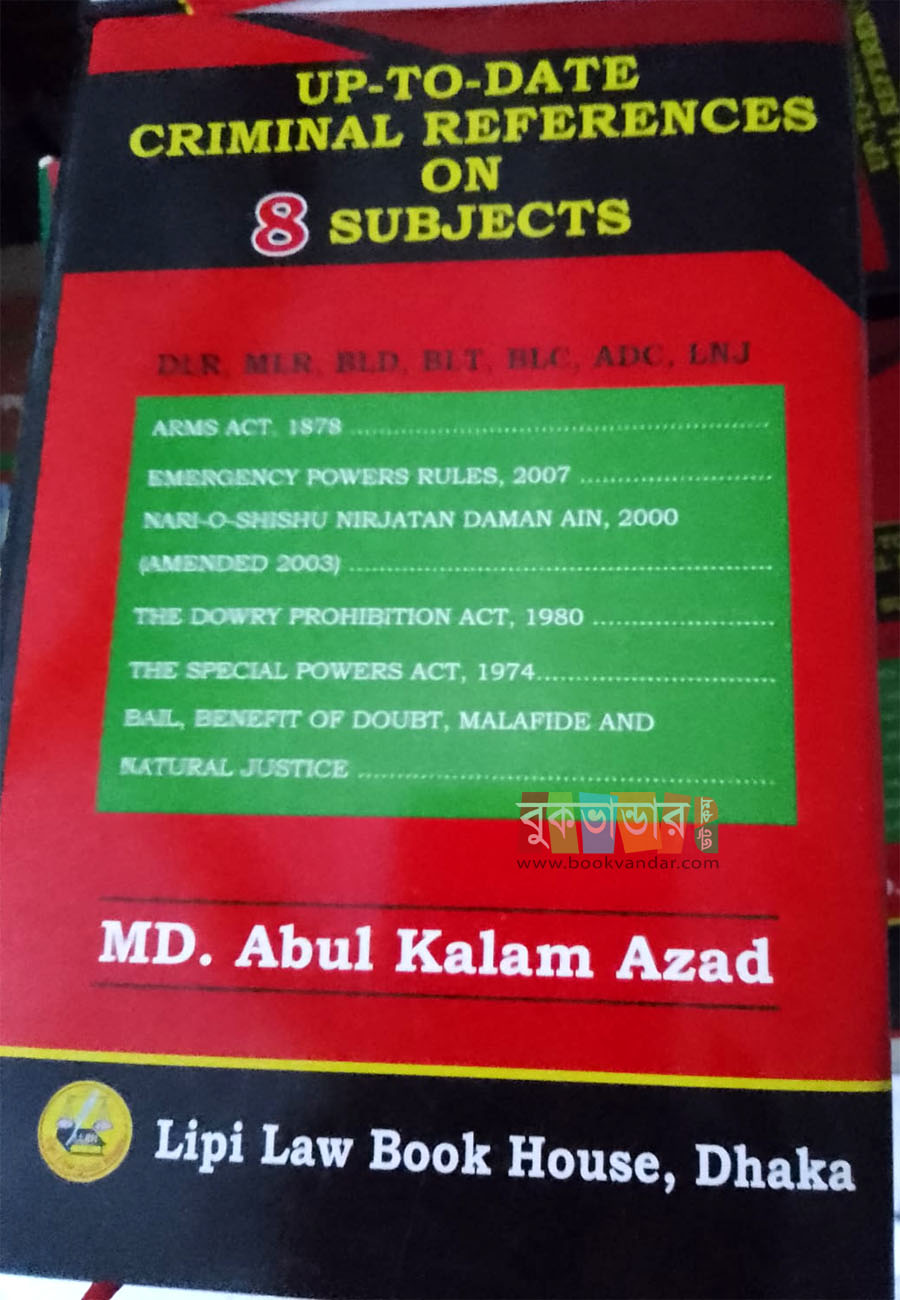 UP-TO-DATE
CRIMINAL REFERENCES
ON
8 SUBJECTS
DLR, MLR, BLD, BLT, BLC, ADC, LNJ
ARMS ACT, 1878 ................................................
EMERGENCY POWERS RULES, 2007 ......................
NARI-O-SHISHU NIRJATAN DAMAN AIN, 2000
(AMENDED 2003) ................................................
THE DOWRY PROHIBITION ACT, 1980 ....................
THE SPECIAL POWERS ACT, 1974..........................
BAIL, BENEFIT OF DOUBT, MALAFIDE AND
NATURAL JUSTICE ..............................................
বুকভান্ডার ডট কম
www.bookvandar.com
MD. Abul Kalam Azad
Lipi Law Book House, Dhaka